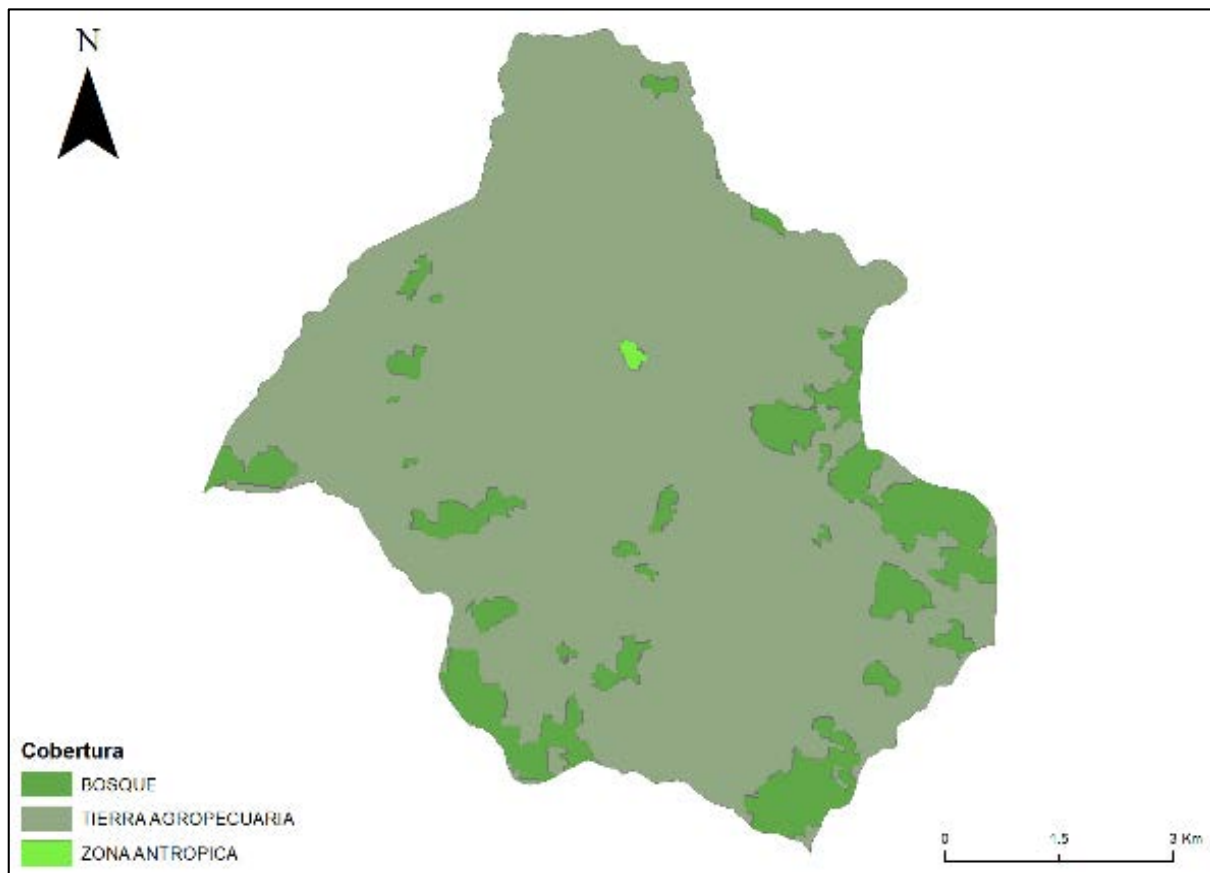 N
Cobertura
BOSQUE
TIERRA AGROPECUARIA
ZONA ANTROPICA
0 1.5 3 Km